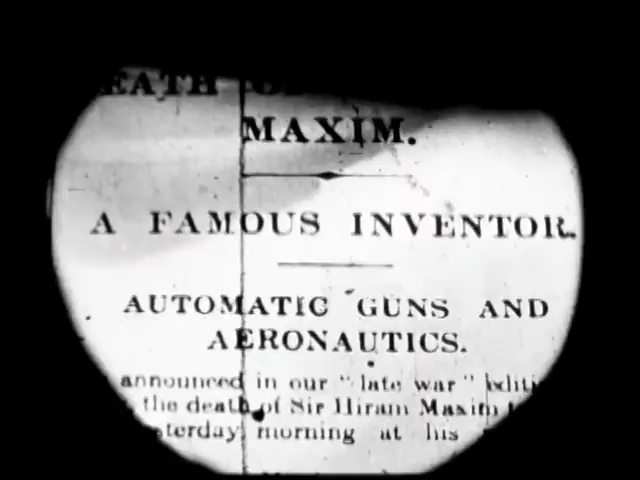 MAXIM.
A FAMOUS INVENTOR.
AUTOMATIC GUNS AND
AERONAUTICS.
announced in our "late war"
the death of Sir Hiram Maxim
morning at his